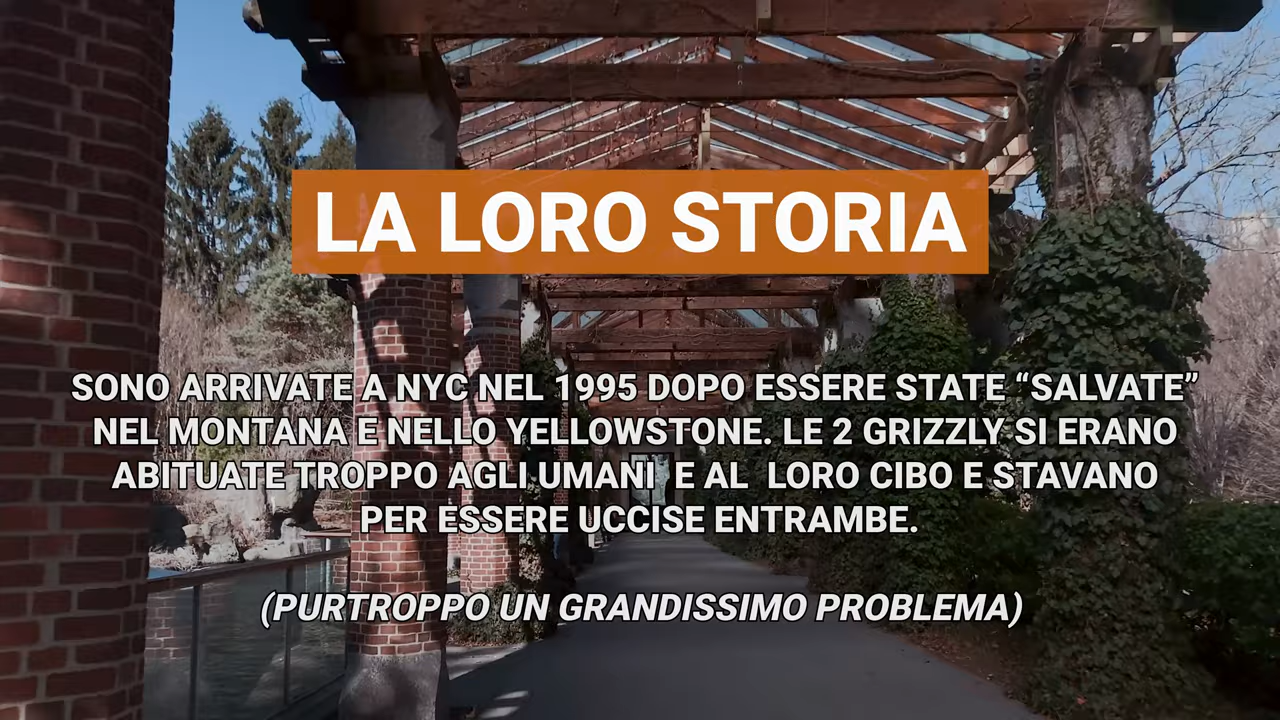 LA LORO STORIA
SONO ARRIVATE A NYC NEL 1995 DOPO ESSERE STATE “SALVATE”
NEL MONTANA E NELLO YELLOWSTONE. LE 2 GRIZZLY SI ERANO
ABITUATE TROPPO AGLI UMANI E AL LORO CIBO E STAVANO
PER ESSERE UCCISE ENTRAMBE.
(PURTROPPO UN GRANDISSIMO PROBLEMA)